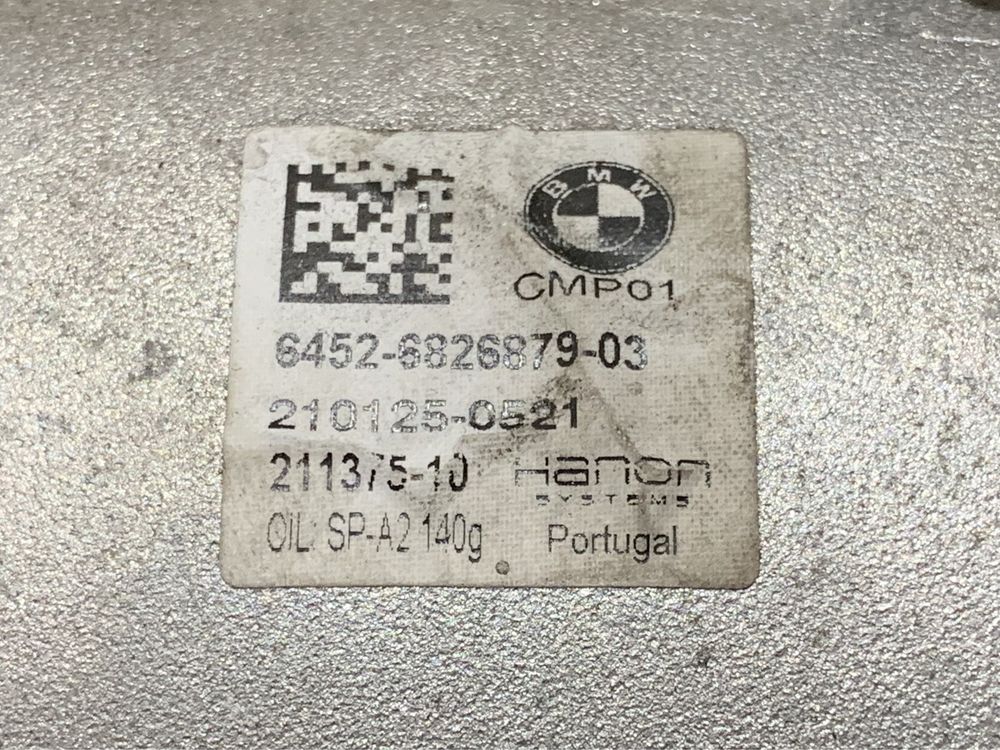 BMW
CMP01
6452-6826879-03
210125-0521
211375-10 Hanon
SYSTEMS
OIL: SP-A2 140g Portugal